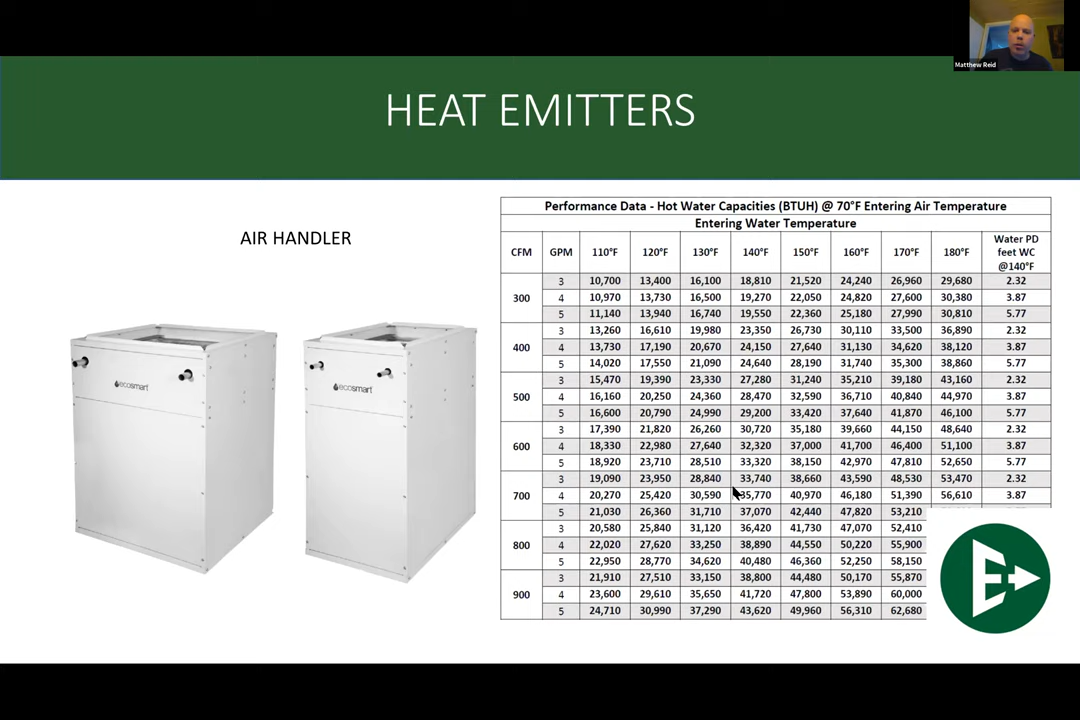 Matthew Reid
HEAT EMITTERS
AIR HANDLER
ecosmart
ecosmart
Performance Data - Hot Water Capacities (BTUH) @ 70°F Entering Air Temperature
Entering Water Temperature
CFM GPM 110°F 120°F 130°F 140°F 150°F 160°F 170°F 180°F Water PD feet WC @140°F
300 3 10,700 13,400 16,100 18,810 21,520 24,240 26,960 29,680 2.32
4 10,970 13,730 16,500 19,270 22,050 24,820 27,600 30,380 3.87
5 11,140 13,940 16,740 19,550 22,360 25,180 27,990 30,810 5.77
400 3 13,260 16,610 19,980 23,350 26,730 30,110 33,500 36,890 2.32
4 13,730 17,190 20,670 24,150 27,640 31,130 34,620 38,120 3.87
5 14,020 17,550 21,090 24,640 28,190 31,740 35,300 38,860 5.77
500 3 15,470 19,390 23,330 27,280 31,240 35,210 39,180 43,160 2.32
4 16,160 20,250 24,360 28,470 32,590 36,710 40,840 44,970 3.87
5 16,600 20,790 24,990 29,200 33,420 37,640 41,870 46,100 5.77
600 3 17,390 21,820 26,260 30,720 35,180 39,660 44,150 48,640 2.32
4 18,330 22,980 27,640 32,320 37,000 41,700 46,400 51,100 3.87
5 18,920 23,710 28,510 33,320 38,150 42,970 47,810 52,650 5.77
700 3 19,090 23,950 28,840 33,740 38,660 43,590 48,530 53,470 2.32
4 20,270 25,420 30,590 35,770 40,970 46,180 51,390 56,610 3.87
5 21,030 26,360 31,710 37,070 42,440 47,820 53,210
800 3 20,580 25,840 31,120 36,420 41,730 47,070 52,410
4 22,020 27,620 33,250 38,890 44,550 50,220 55,900
5 22,950 28,770 34,620 40,480 46,360 52,250 58,150
900 3 21,910 27,510 33,150 38,800 44,480 50,170 55,870
4 23,600 29,610 35,650 41,720 47,800 53,890 60,000
5 24,710 30,990 37,290 43,620 49,960 56,310 62,680
E